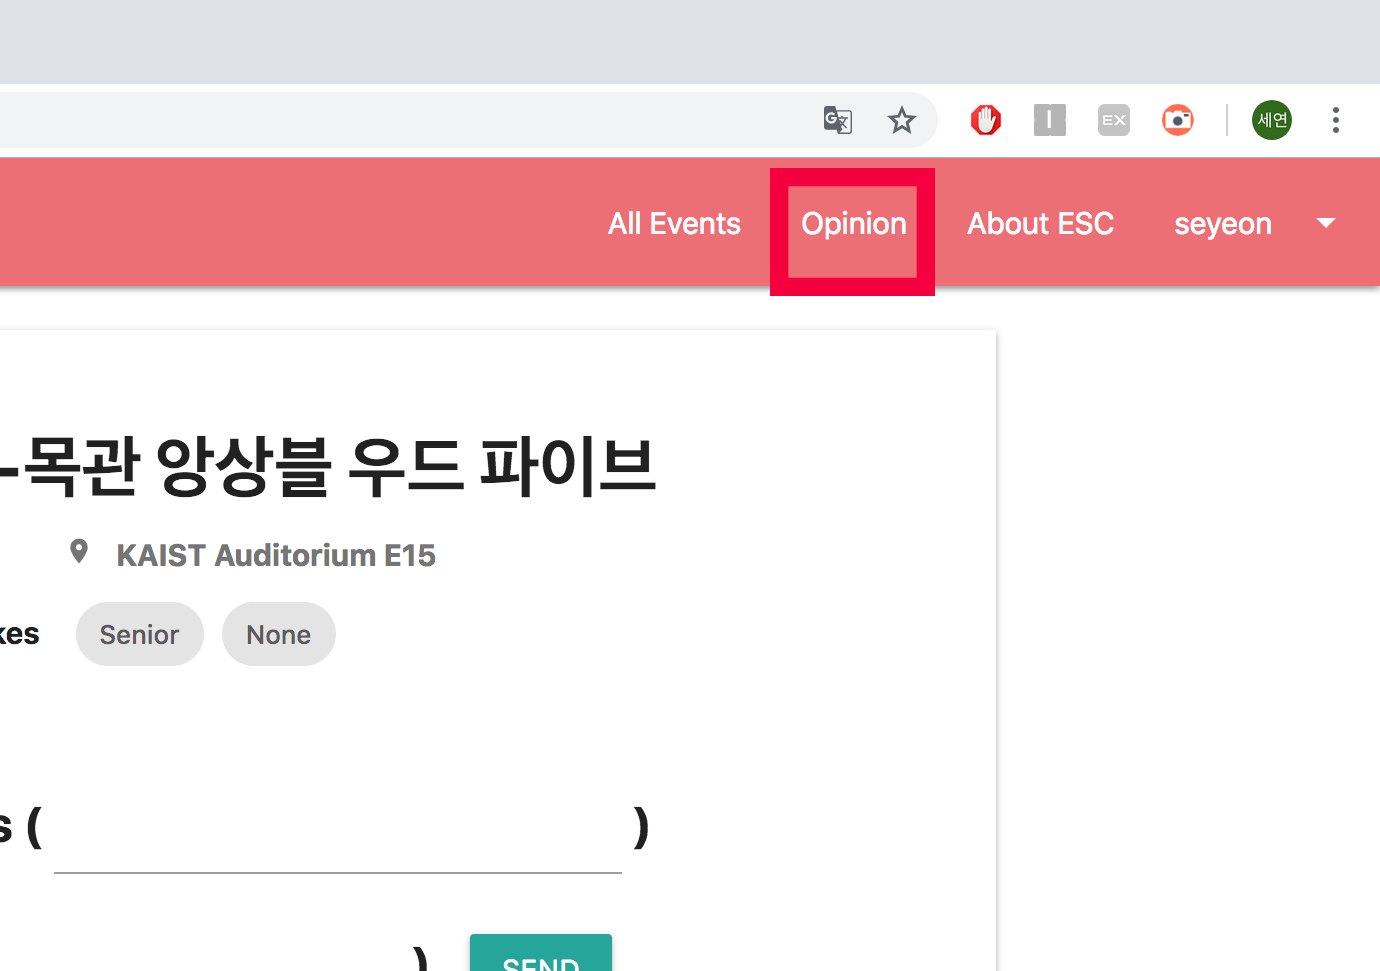 EX
세연
All Events Opinion About ESC seyeon
-목관 앙상블 우드 파이브
KAIST Auditorium E15
kes Senior None
s ( )
) SEND